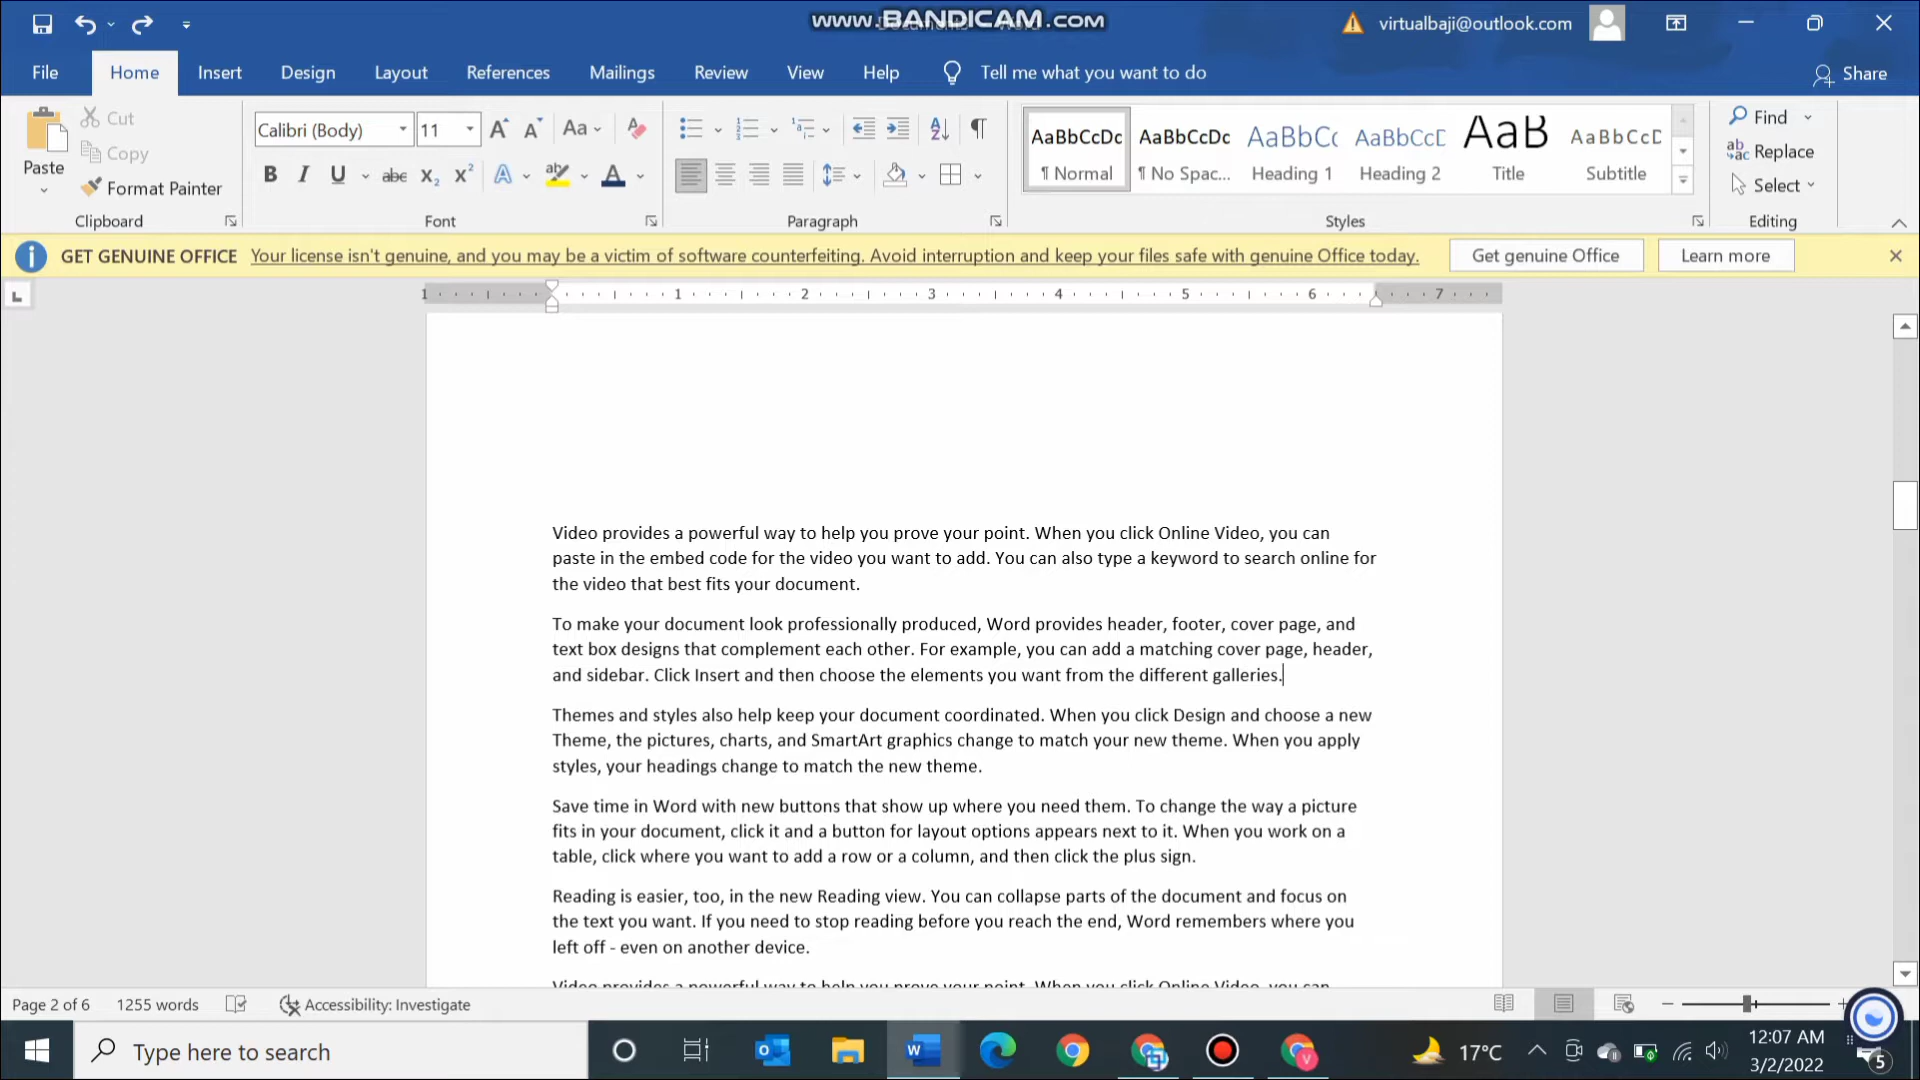 www.BANDICAM.com
virtualbaji@outlook.com
File Home Insert Design Layout References Mailings Review View Help Tell me what you want to do Share
Paste
Cut
Copy
Format Painter
Clipboard
Calibri (Body) 11
Font
Paragraph
AaBbCcDc AaBbCcDc AaBbCc AaBbCcD AaB AaBbCcD
¶ Normal ¶ No Spac... Heading 1 Heading 2 Title Subtitle
Styles
Find
Replace
Select
Editing
GET GENUINE OFFICE Your license isn't genuine, and you may be a victim of software counterfeiting. Avoid interruption and keep your files safe with genuine Office today. Get genuine Office Learn more
1 1 2 3 4 5 6 7
Video provides a powerful way to help you prove your point. When you click Online Video, you can
paste in the embed code for the video you want to add. You can also type a keyword to search online for
the video that best fits your document.
To make your document look professionally produced, Word provides header, footer, cover page, and
text box designs that complement each other. For example, you can add a matching cover page, header,
and sidebar. Click Insert and then choose the elements you want from the different galleries.
Themes and styles also help keep your document coordinated. When you click Design and choose a new
Theme, the pictures, charts, and SmartArt graphics change to match your new theme. When you apply
styles, your headings change to match the new theme.
Save time in Word with new buttons that show up where you need them. To change the way a picture
fits in your document, click it and a button for layout options appears next to it. When you work on a
table, click where you want to add a row or a column, and then click the plus sign.
Reading is easier, too, in the new Reading view. You can collapse parts of the document and focus on
the text you want. If you need to stop reading before you reach the end, Word remembers where you
left off - even on another device.
Video provides a powerful way to help you prove your point. When you click Online Video, you can
Page 2 of 6 1255 words Accessibility: Investigate
Type here to search
17°C
12:07 AM
3/2/2022
5